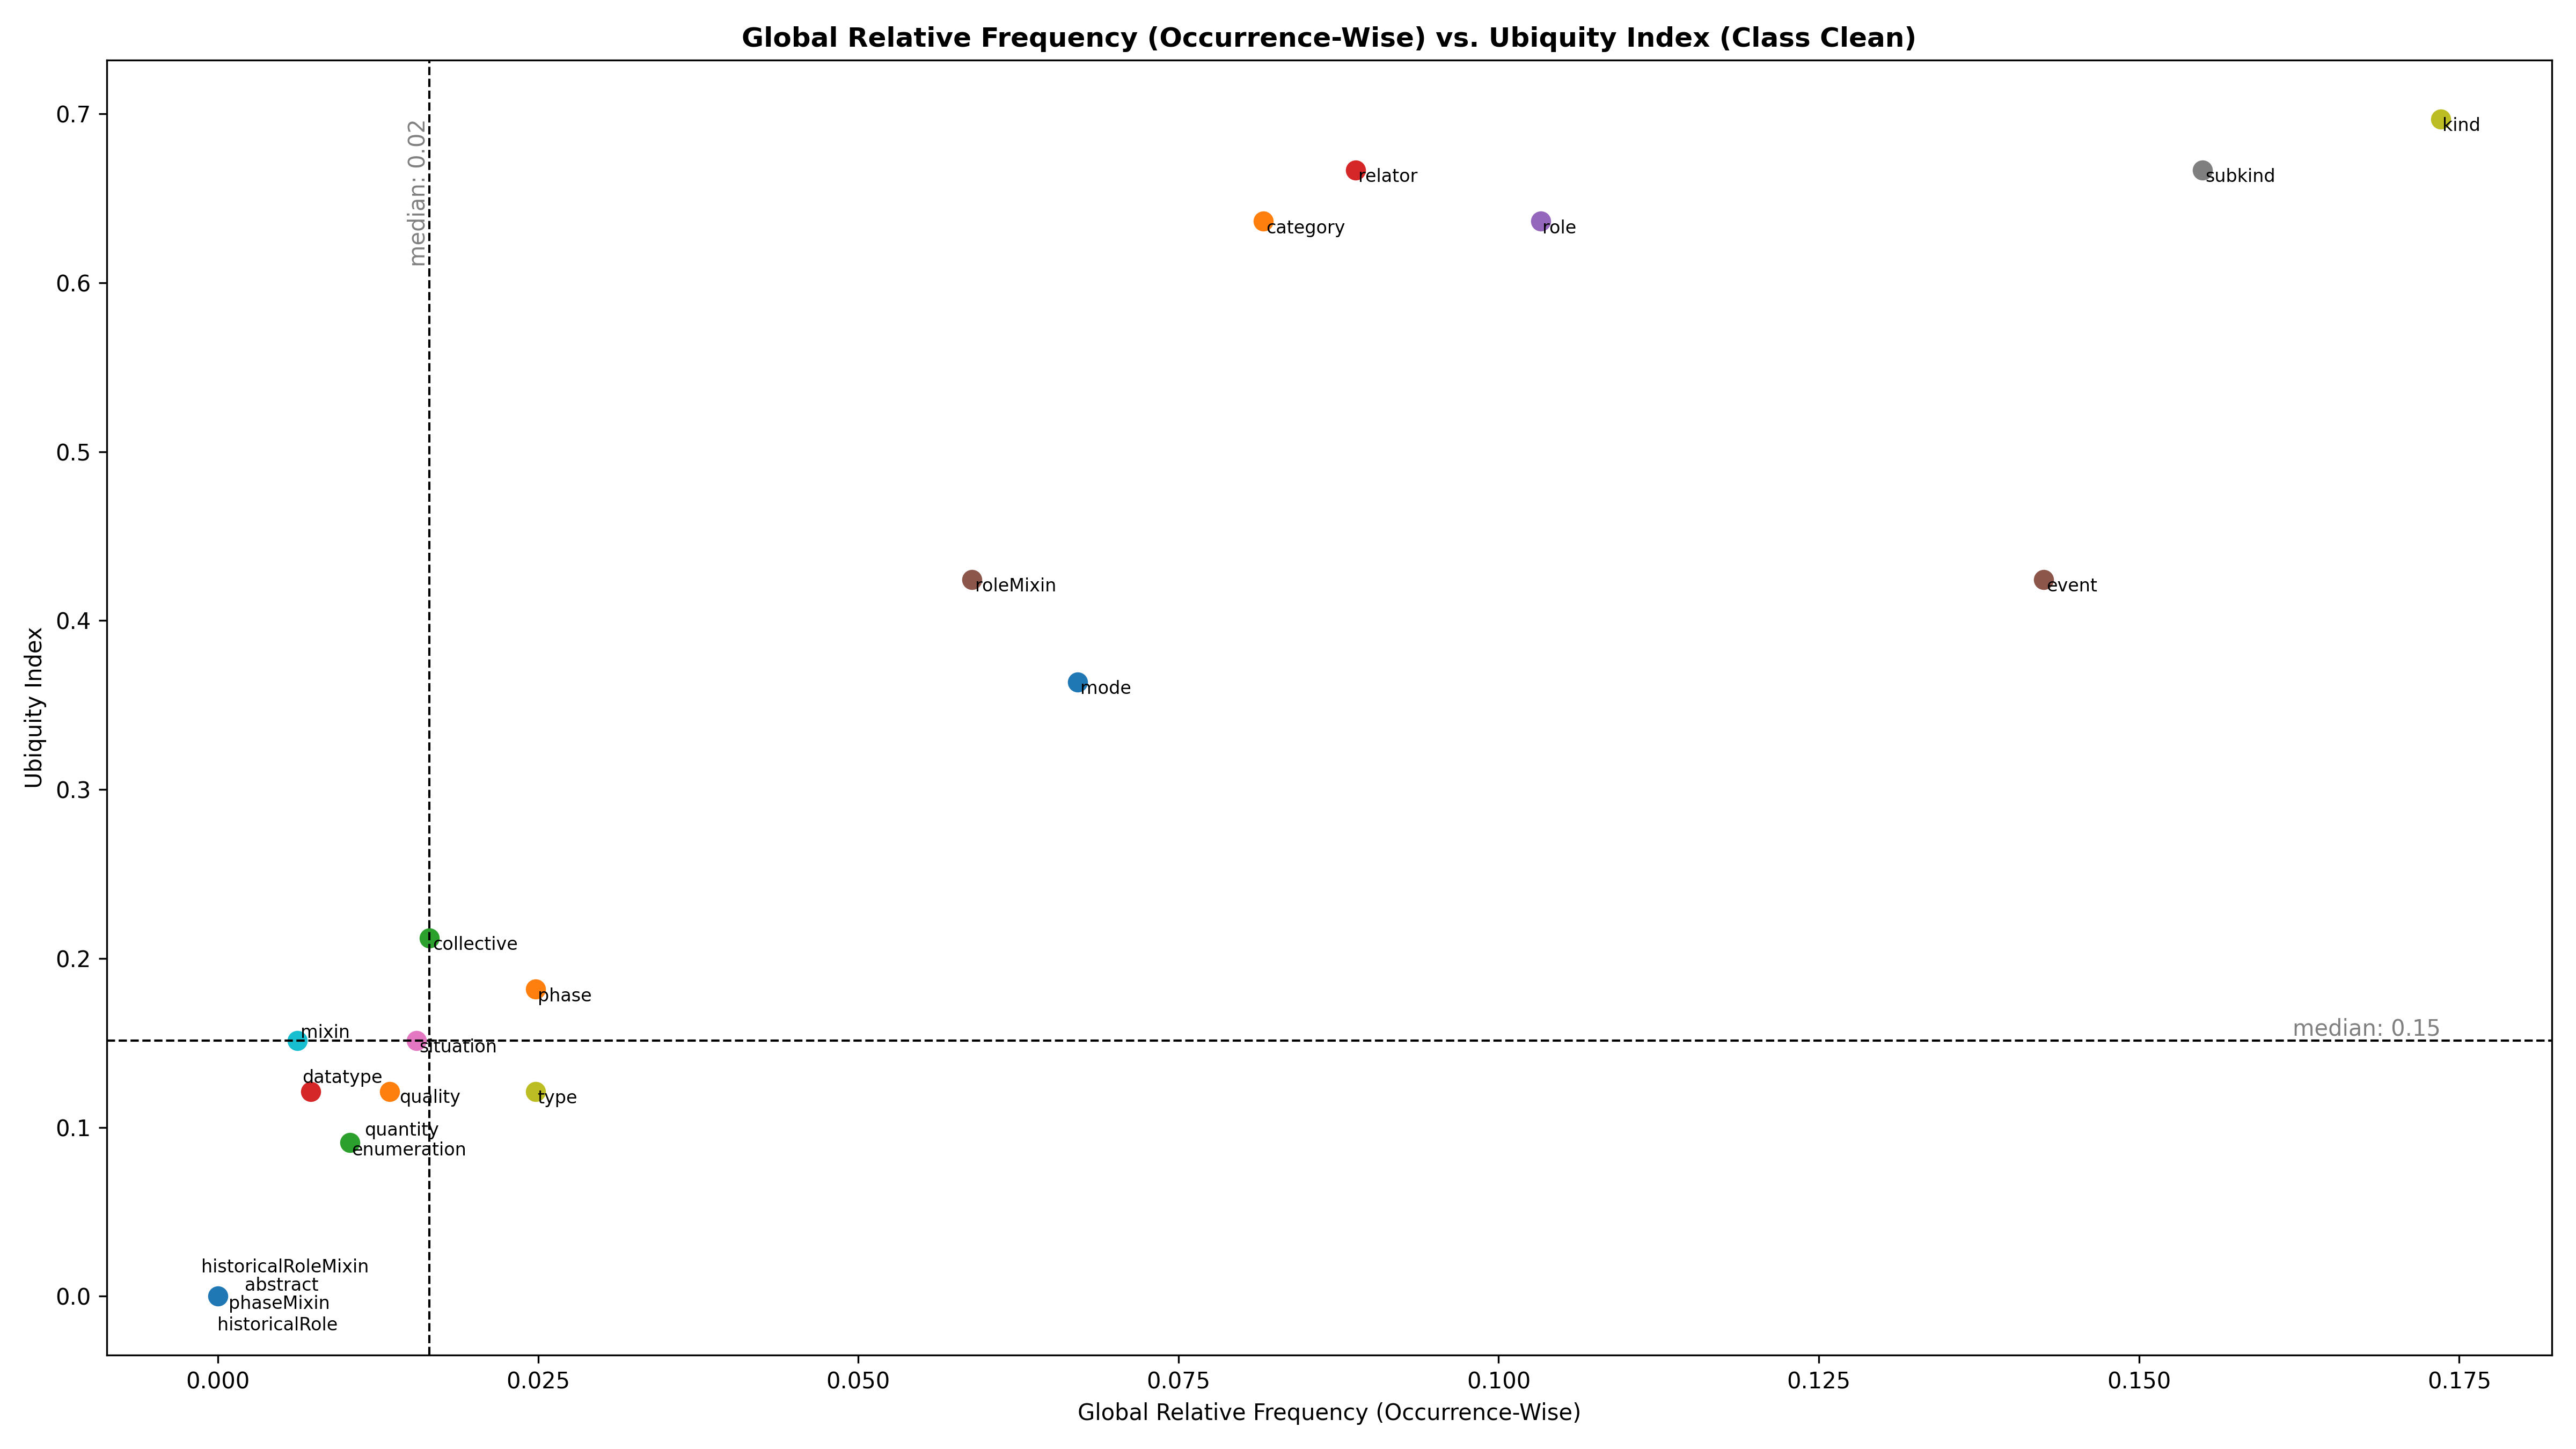 Global Relative Frequency (Occurrence-Wise) vs. Ubiquity Index (Class Clean)
0.7
0.6
0.5
0.4
0.3
0.2
0.1
0.0
Ubiquity Index
median: 0.02
kind
relator
subkind
category
role
roleMixin
event
mode
collective
phase
median: 0.15
mixin
situation
datatype
quality
type
quantity
enumeration
historicalRoleMixin
abstract
phaseMixin
historicalRole
0.000
0.025
0.050
0.075
0.100
0.125
0.150
0.175
Global Relative Frequency (Occurrence-Wise)